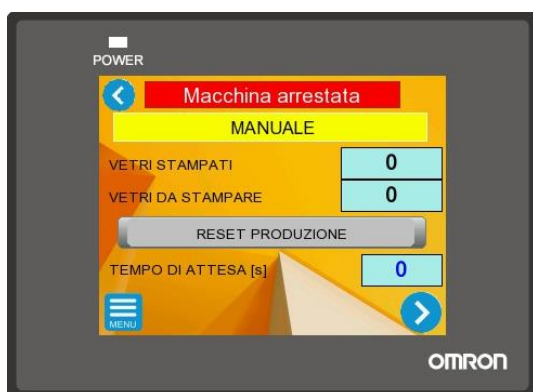 POWER
Macchina arrestata
MANUALE
VETRI STAMPATI 0
VETRI DA STAMPARE 0
RESET PRODUZIONE
TEMPO DI ATTESA [s] 0
MENU
OMRON